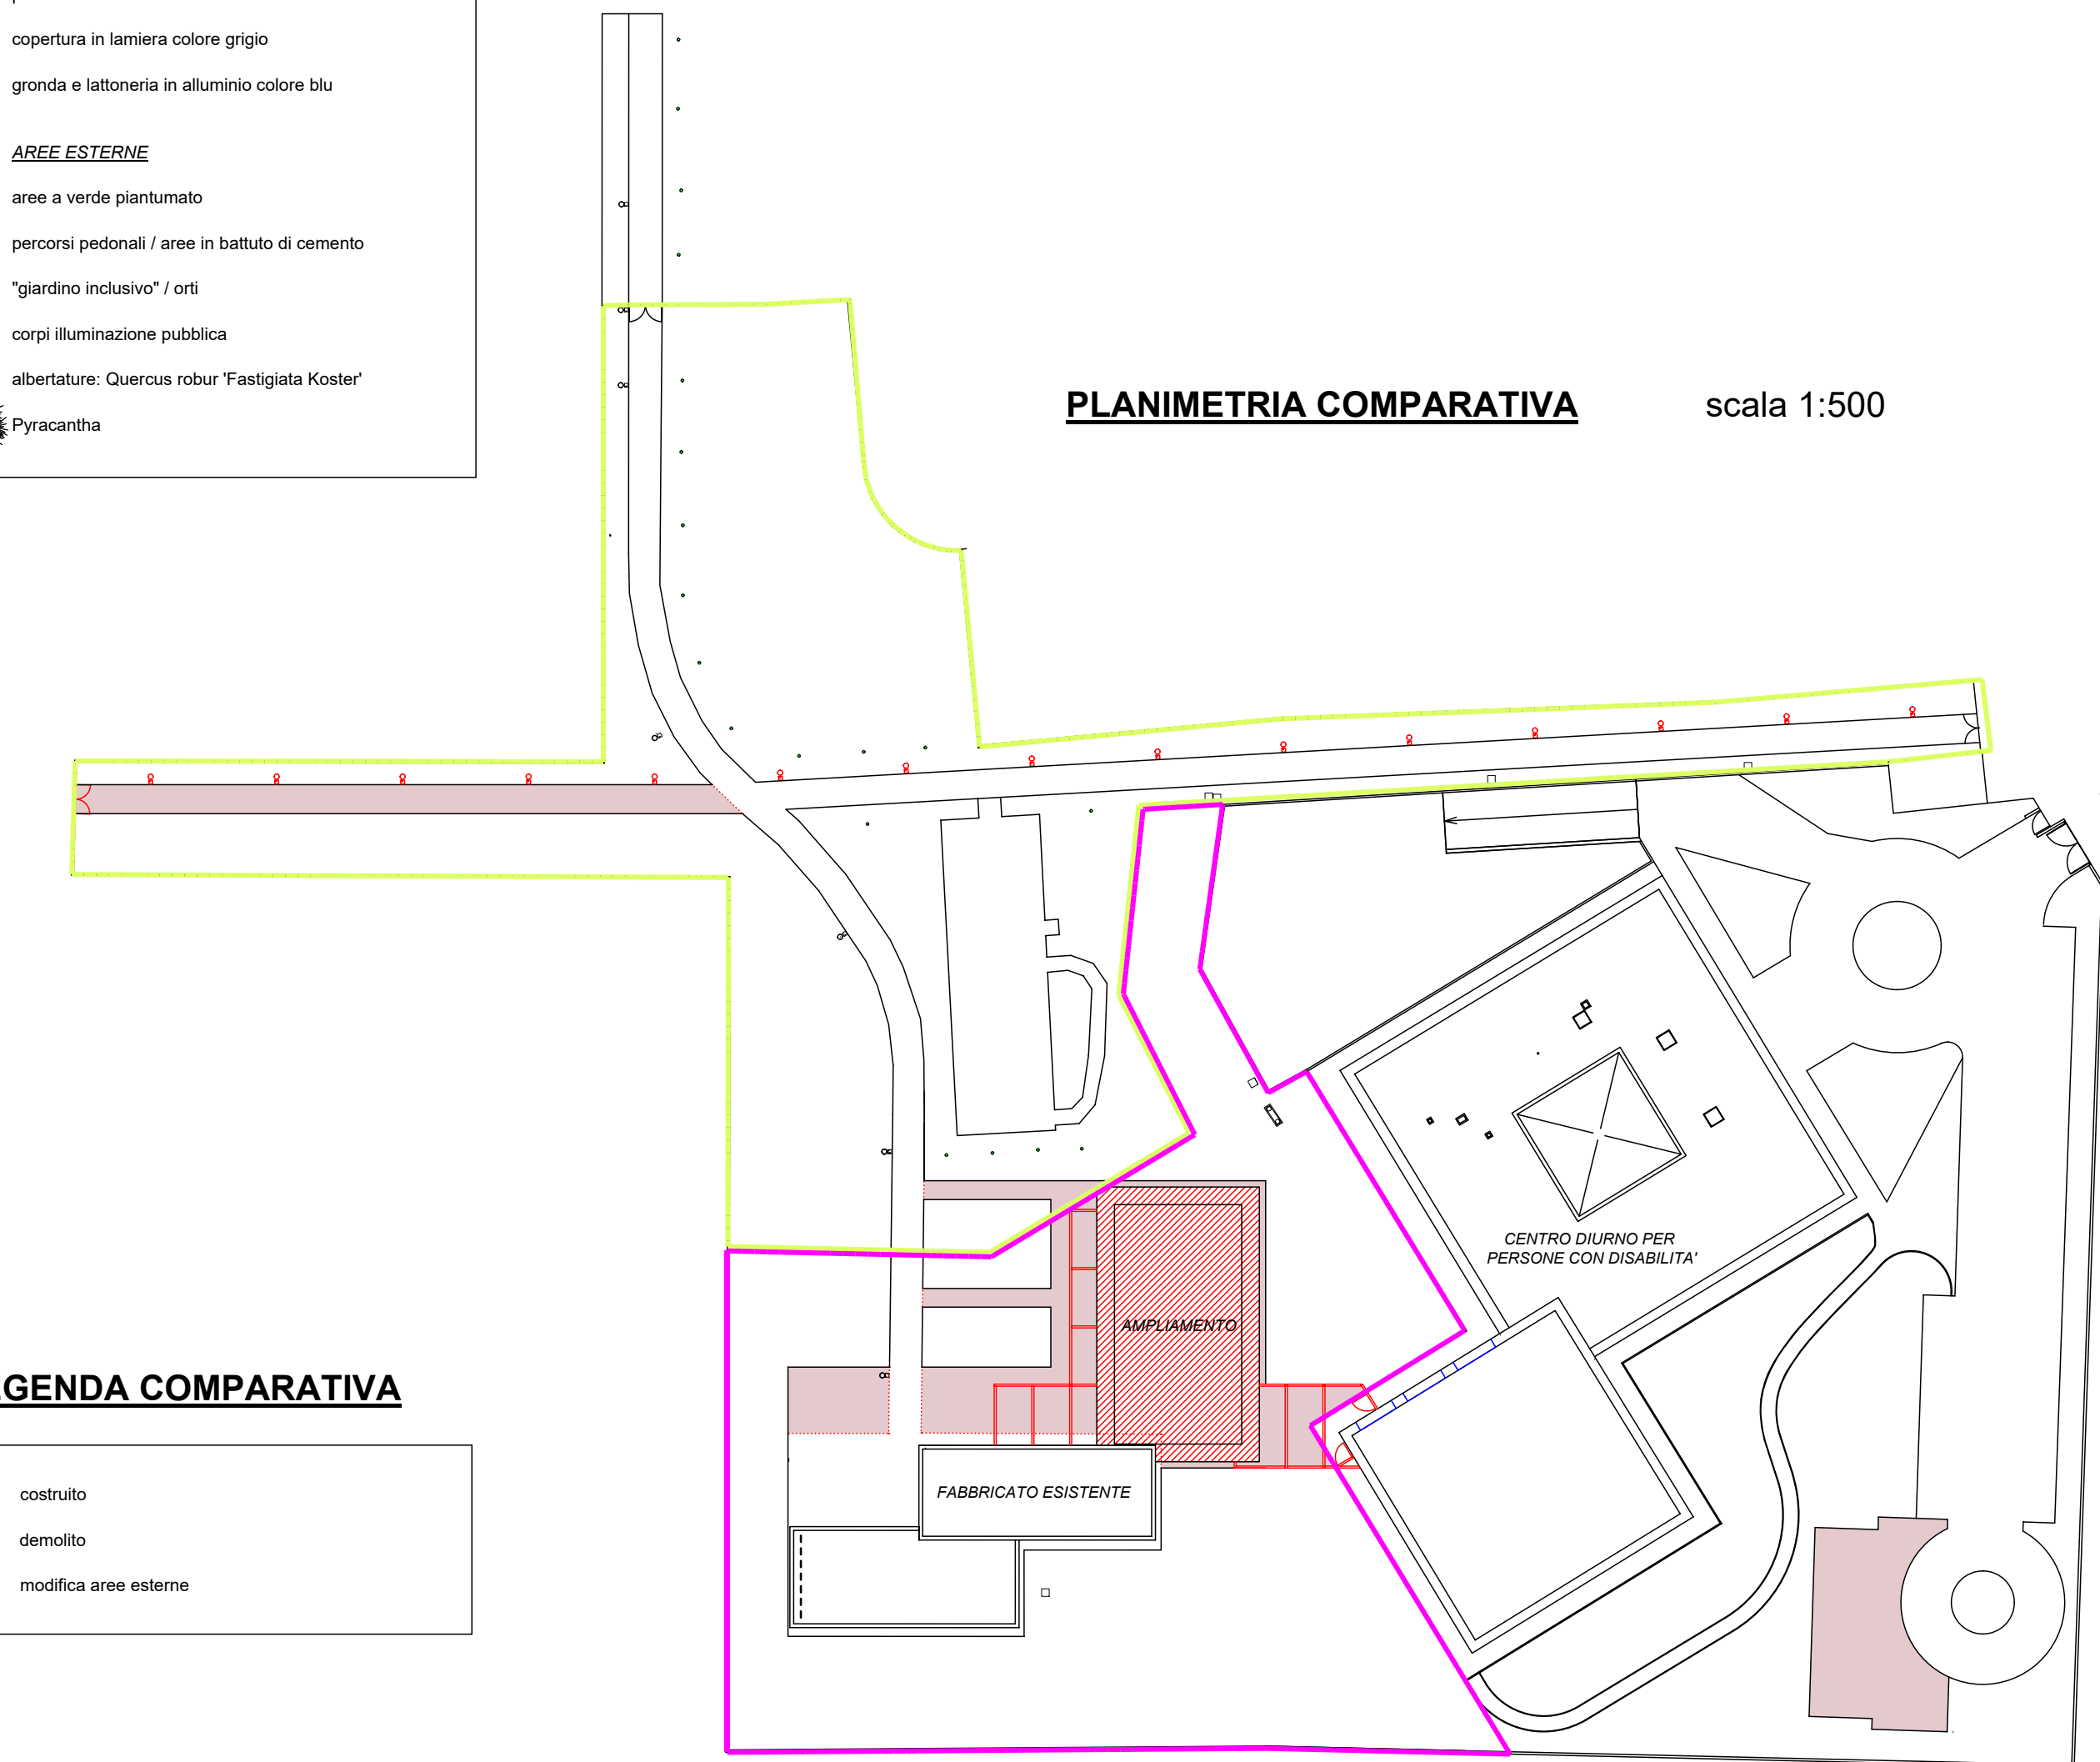 copertura in lamiera colore grigio
gronda e lattoneria in alluminio colore blu
AREE ESTERNE
aree a verde piantumato
percorsi pedonali / aree in battuto di cemento
"giardino inclusivo" / orti
corpi illuminazione pubblica
albertature: Quercus robur 'Fastigiata Koster'
Pyracantha
PLANIMETRIA COMPARATIVA scala 1:500
CENTRO DIURNO PER
PERSONE CON DISABILITA'
AMPLIAMENTO
FABBRICATO ESISTENTE
EGENDA COMPARATIVA
costruito
demolito
modifica aree esterne